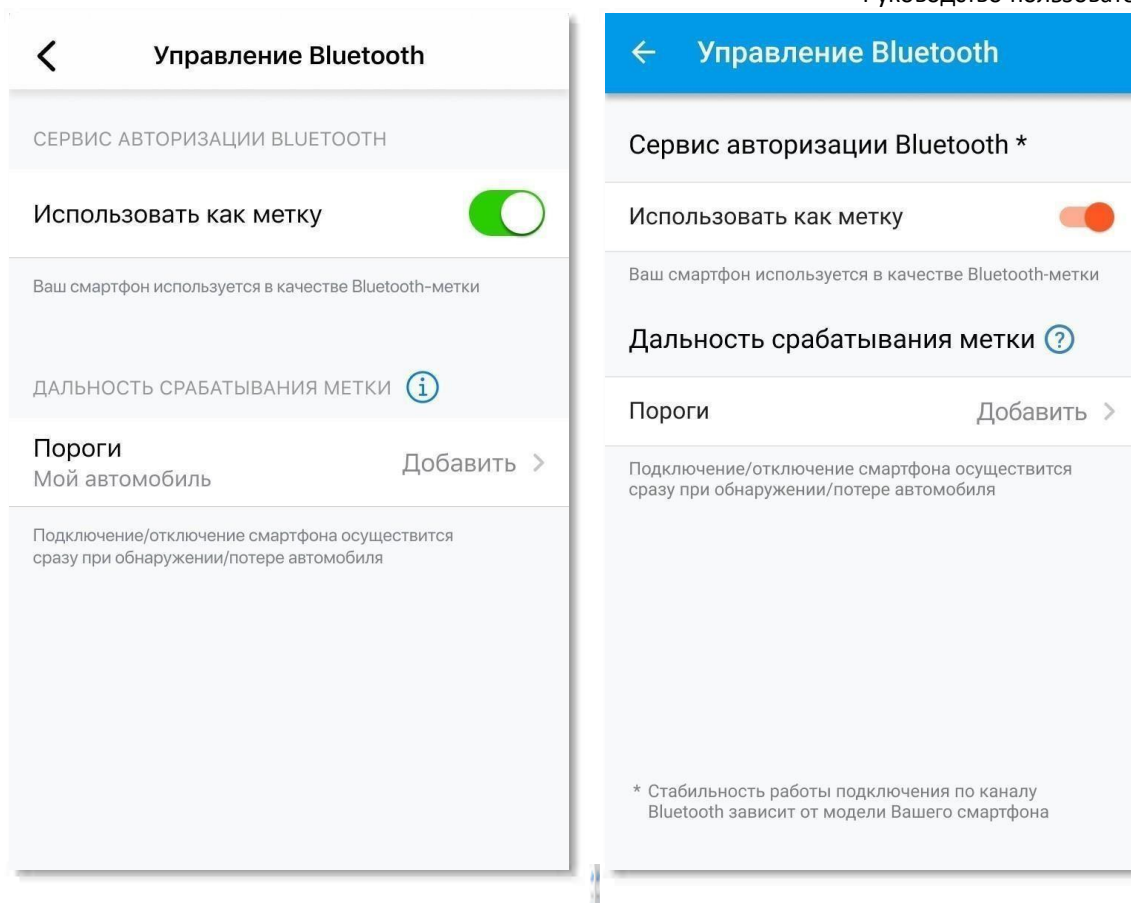 Управление Bluetooth
СЕРВИС АВТОРИЗАЦИИ BLUETOOTH
Использовать как метку
Ваш смартфон используется в качестве Bluetooth-метки
ДАЛЬНОСТЬ СРАБАТЫВАНИЯ МЕТКИ
Пороги
Мой автомобиль
Добавить
Подключение/отключение смартфона осуществится
сразу при обнаружении/потере автомобиля
Управление Bluetooth
Сервис авторизации Bluetooth *
Использовать как метку
Ваш смартфон используется в качестве Bluetooth-метки
Дальность срабатывания метки ?
Пороги
Добавить
Подключение/отключение смартфона осуществится
сразу при обнаружении/потере автомобиля
* Стабильность работы подключения по каналу
Bluetooth зависит от модели Вашего смартфона